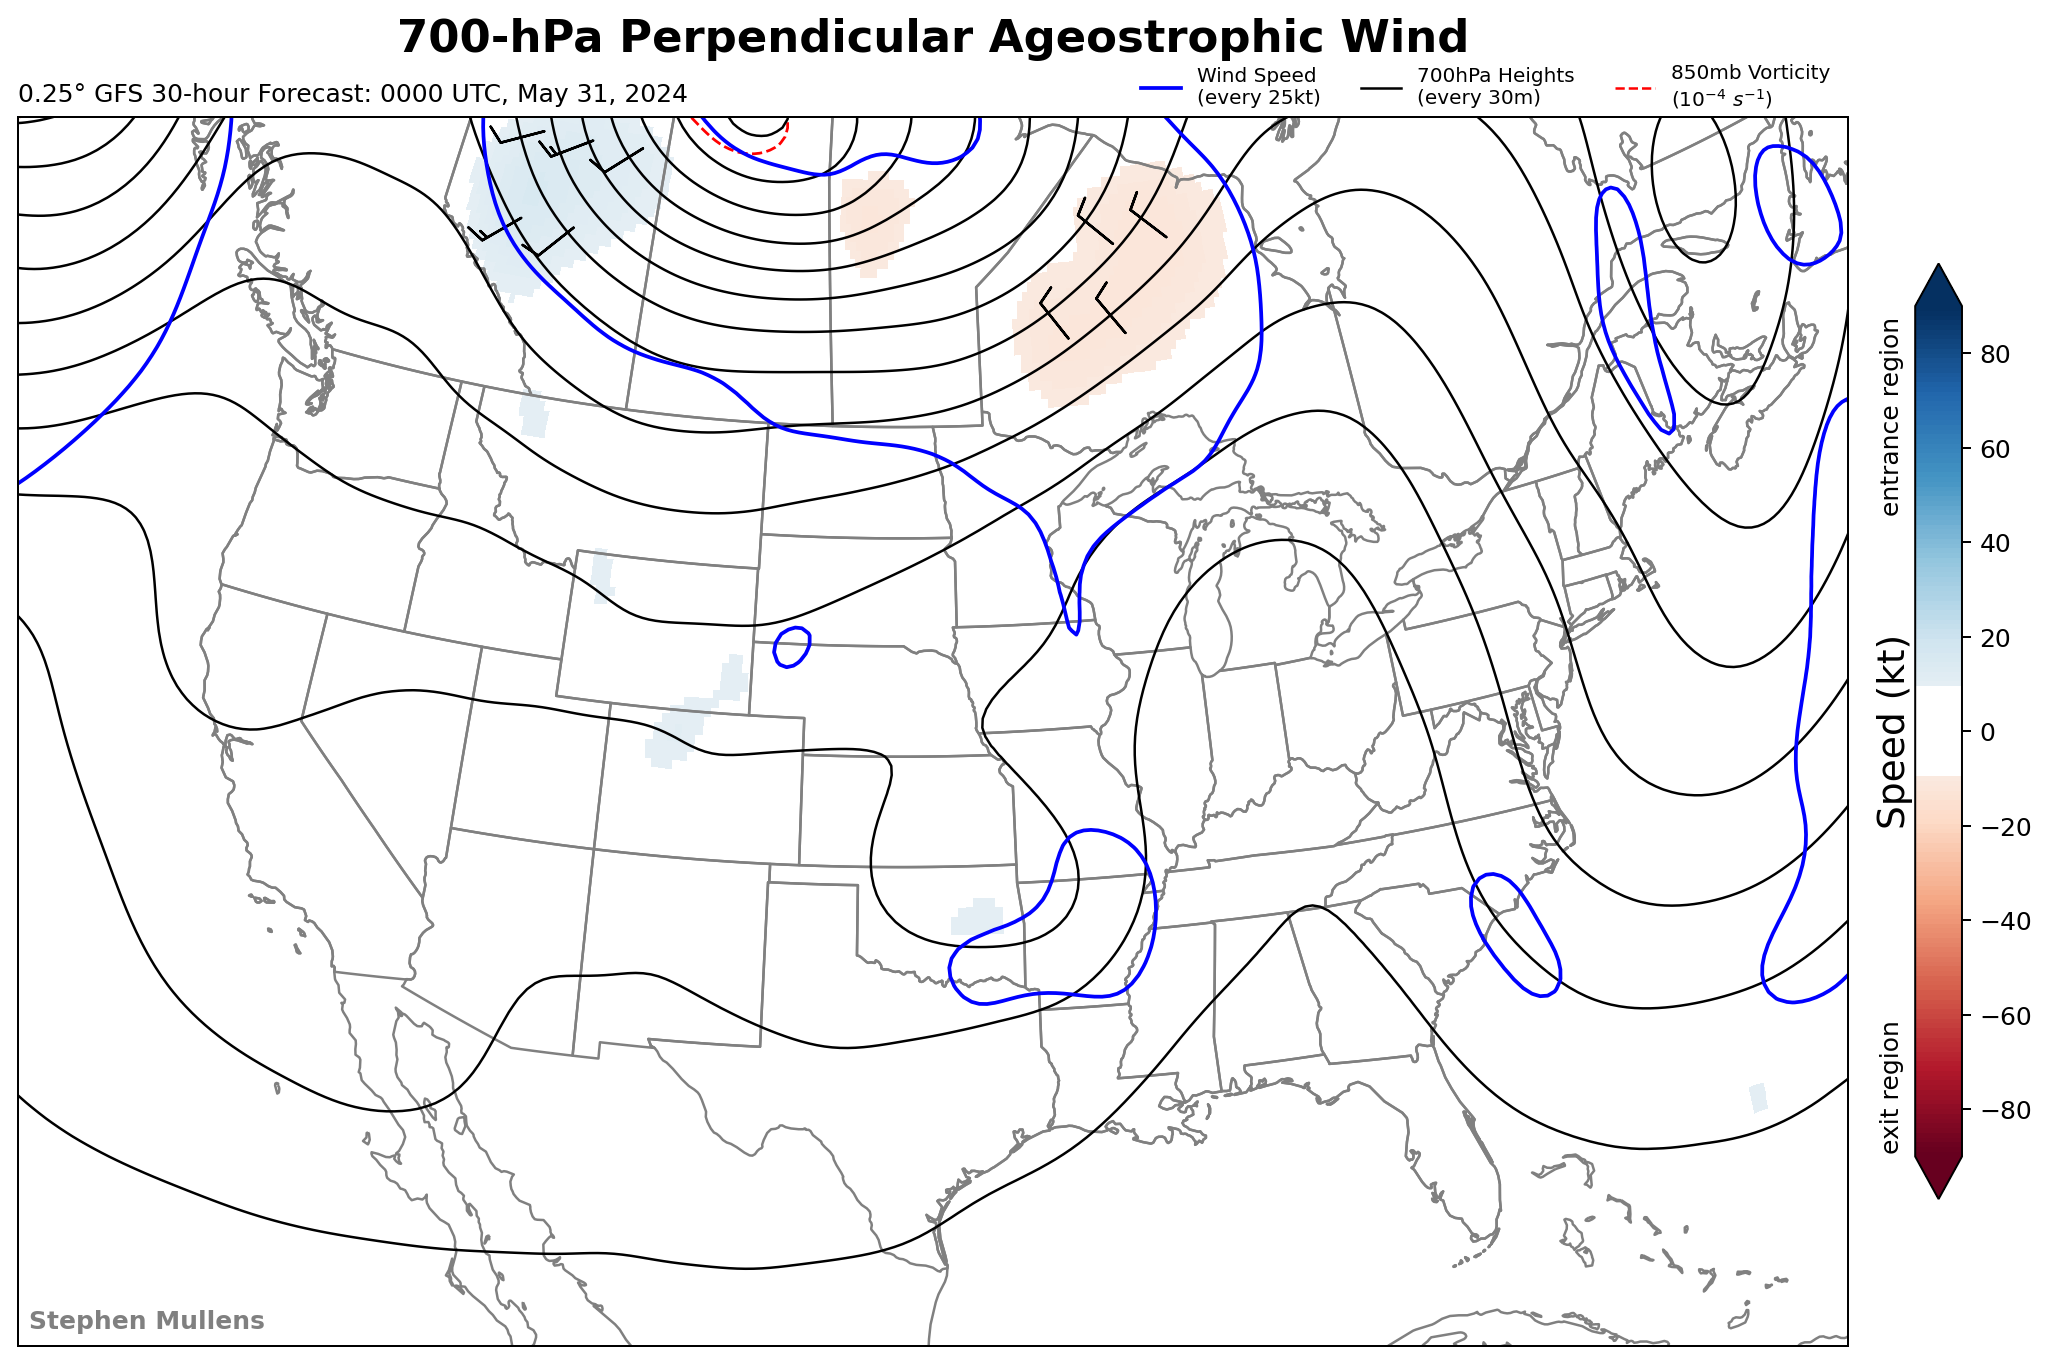 700-hPa Perpendicular Ageostrophic Wind
0.25° GFS 30-hour Forecast: 0000 UTC, May 31, 2024
Wind Speed
(every 25kt)
700hPa Heights
(every 30m)
850mb Vorticity
(10⁻⁴ s⁻¹)
entrance region
Speed (kt)
exit region
80
60
40
20
0
−20
−40
−60
−80
Stephen Mullens